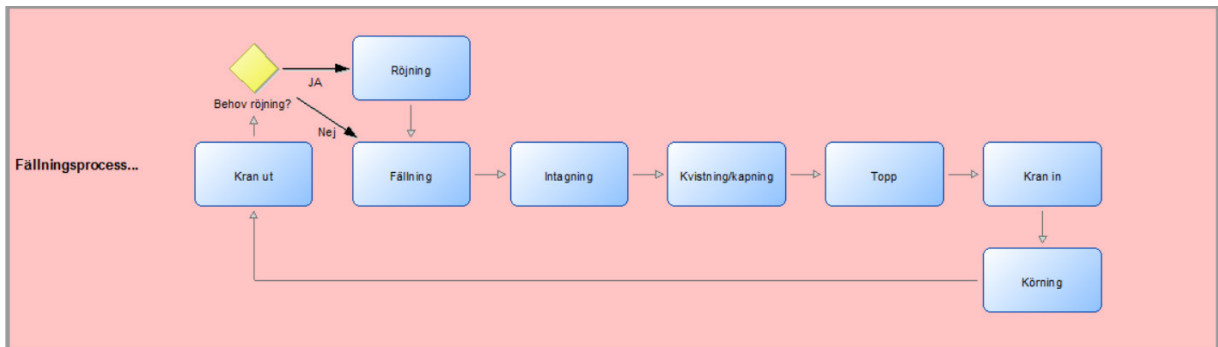 Röjning
JA
Behov röjning?
Nej
Fällningsprocess...
Kran ut
Fällning
Intagning
Kvistning/kapning
Topp
Kran in
Körning